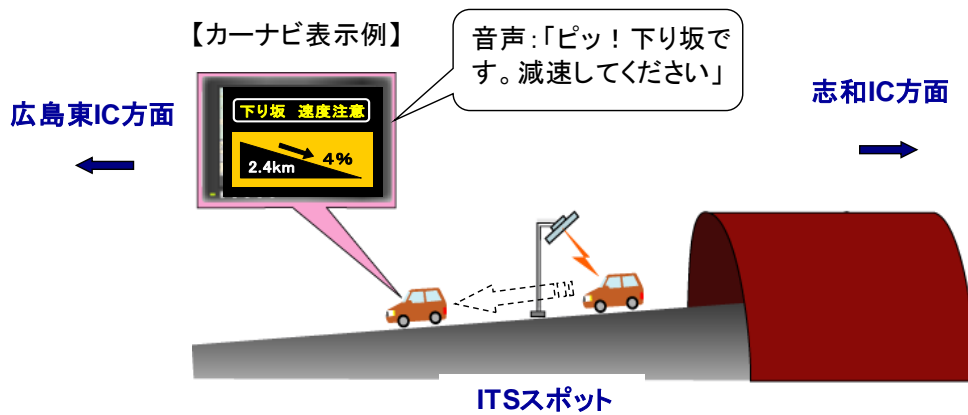 【カーナビ表示例】
音声:「ピッ!下り坂で
す。減速してください」
広島東IC方面
志和IC方面
下り坂 速度注意
4%
2.4km
ITSスポット